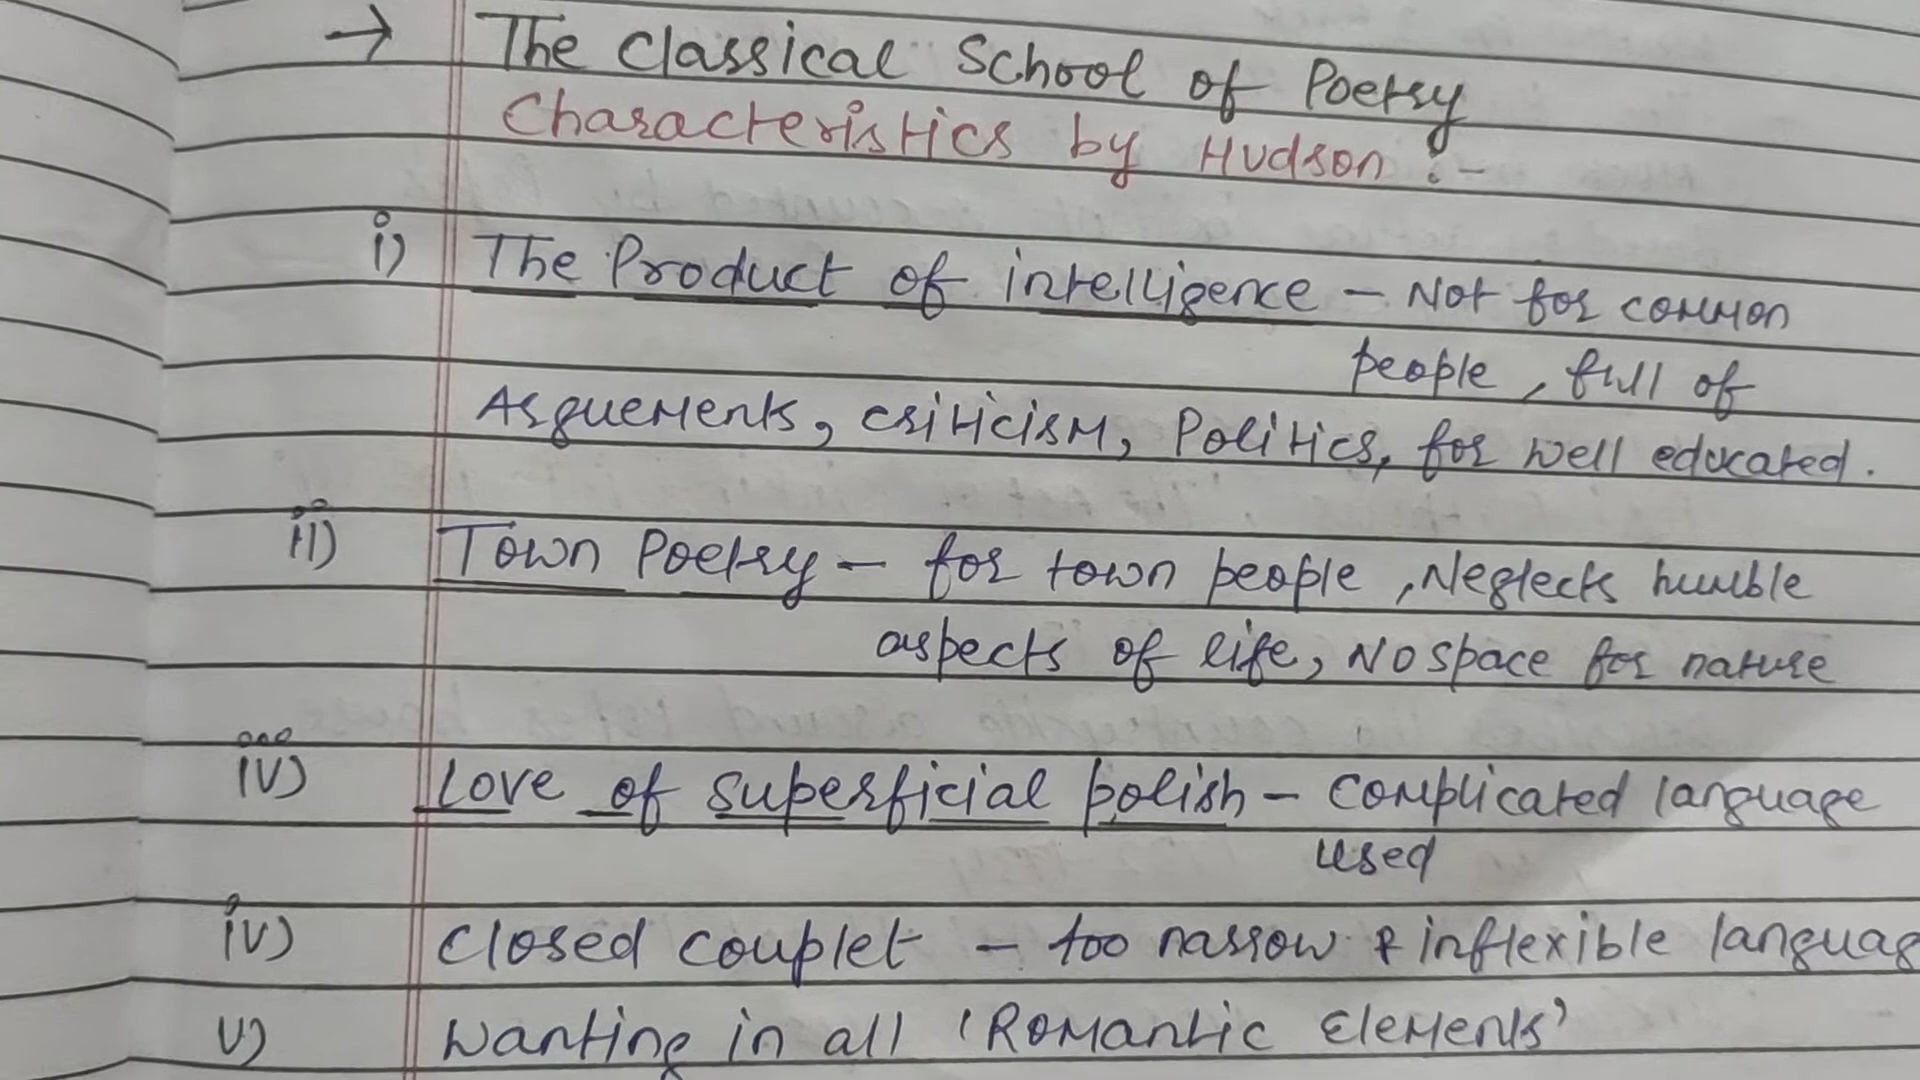 → The Classical School of Poetry
Characteristics by Hudson :-
i) The Product of intelligence - Not for common
people, full of
Arguements, criticism, Politics, for well educated.
ii) Town Poetry - for town people, Neglects humble
aspects of life, No space for nature
iv) Love of superficial polish - complicated language
used
iv) closed couplet - too narrow & inflexible languag
v) Wanting in all 'Romantic Elements'